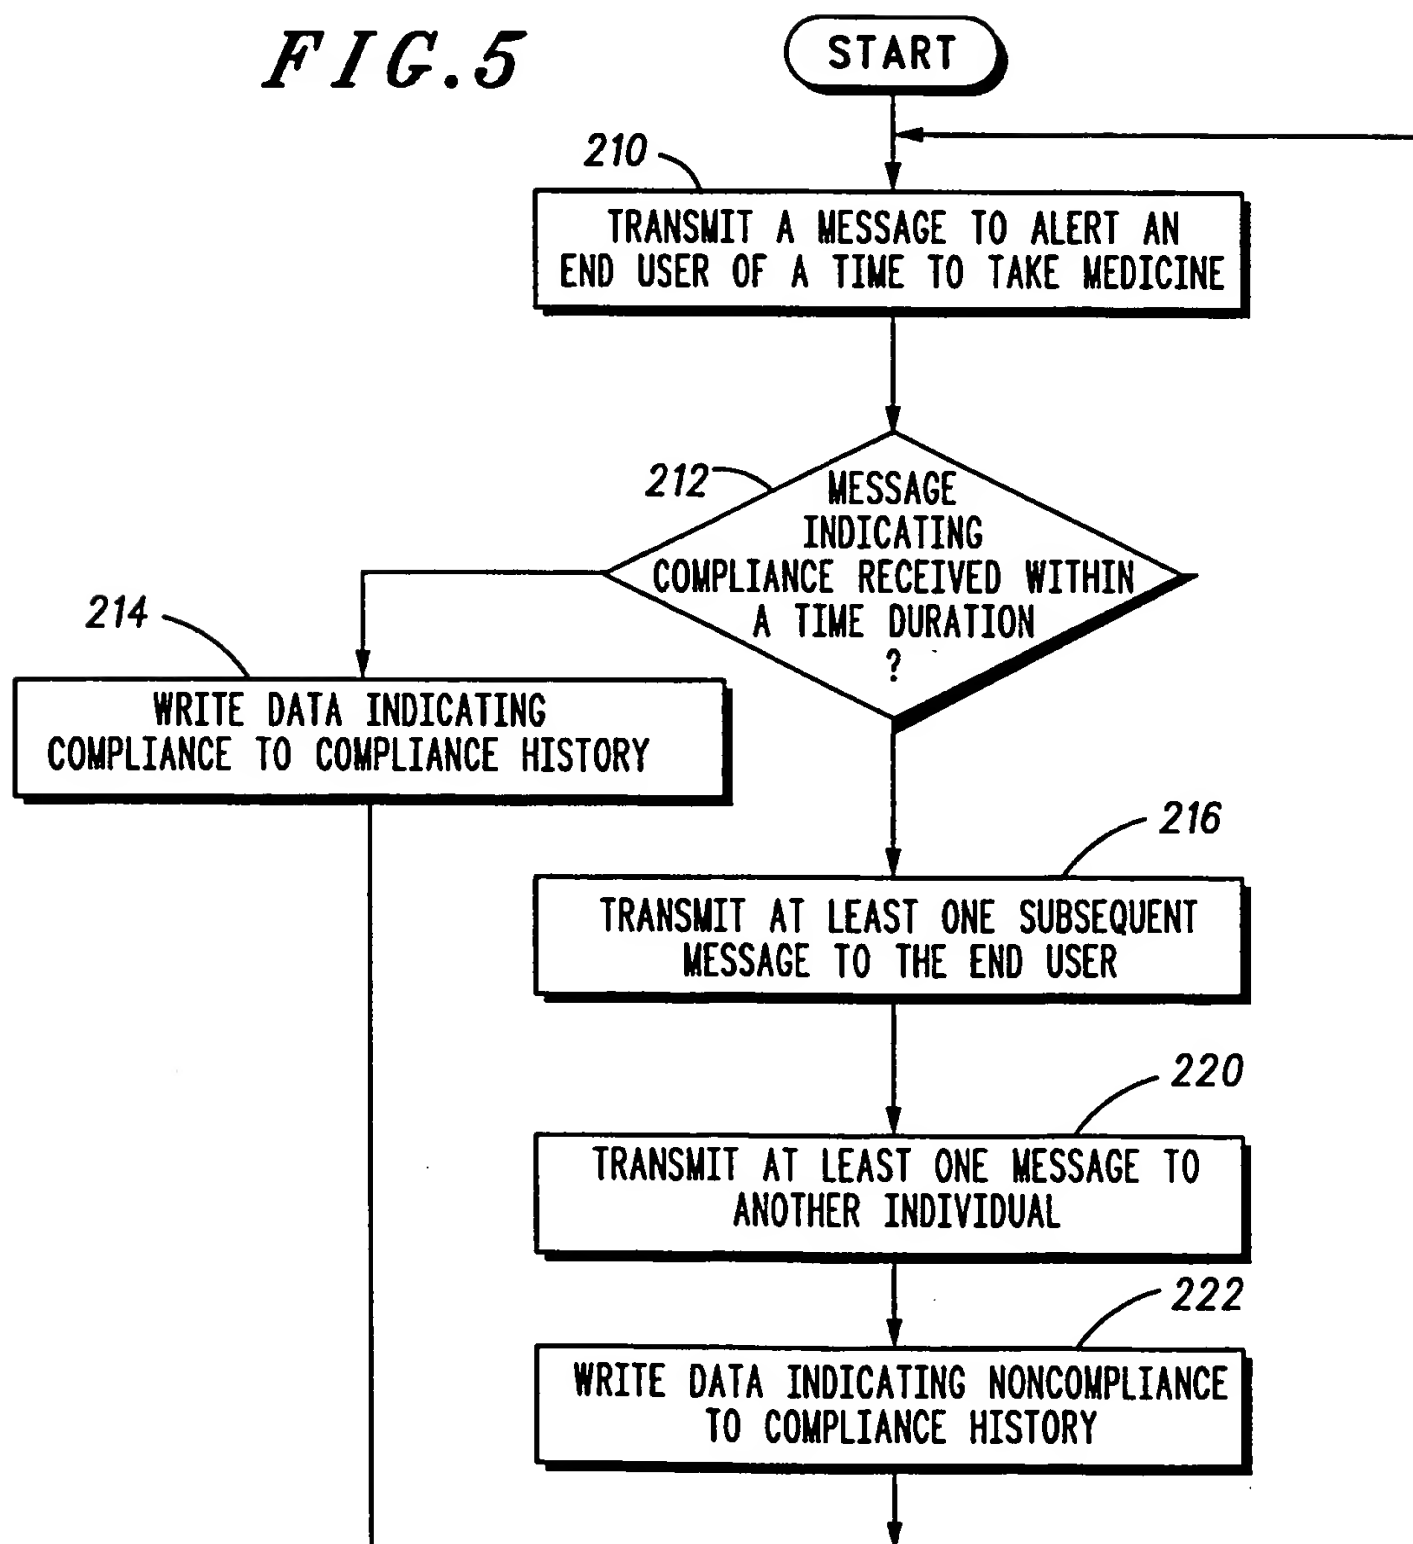 FIG.5
START
210
TRANSMIT A MESSAGE TO ALERT AN
END USER OF A TIME TO TAKE MEDICINE
212
MESSAGE
INDICATING
COMPLIANCE RECEIVED WITHIN
A TIME DURATION
?
214
WRITE DATA INDICATING
COMPLIANCE TO COMPLIANCE HISTORY
216
TRANSMIT AT LEAST ONE SUBSEQUENT
MESSAGE TO THE END USER
220
TRANSMIT AT LEAST ONE MESSAGE TO
ANOTHER INDIVIDUAL
222
WRITE DATA INDICATING NONCOMPLIANCE
TO COMPLIANCE HISTORY